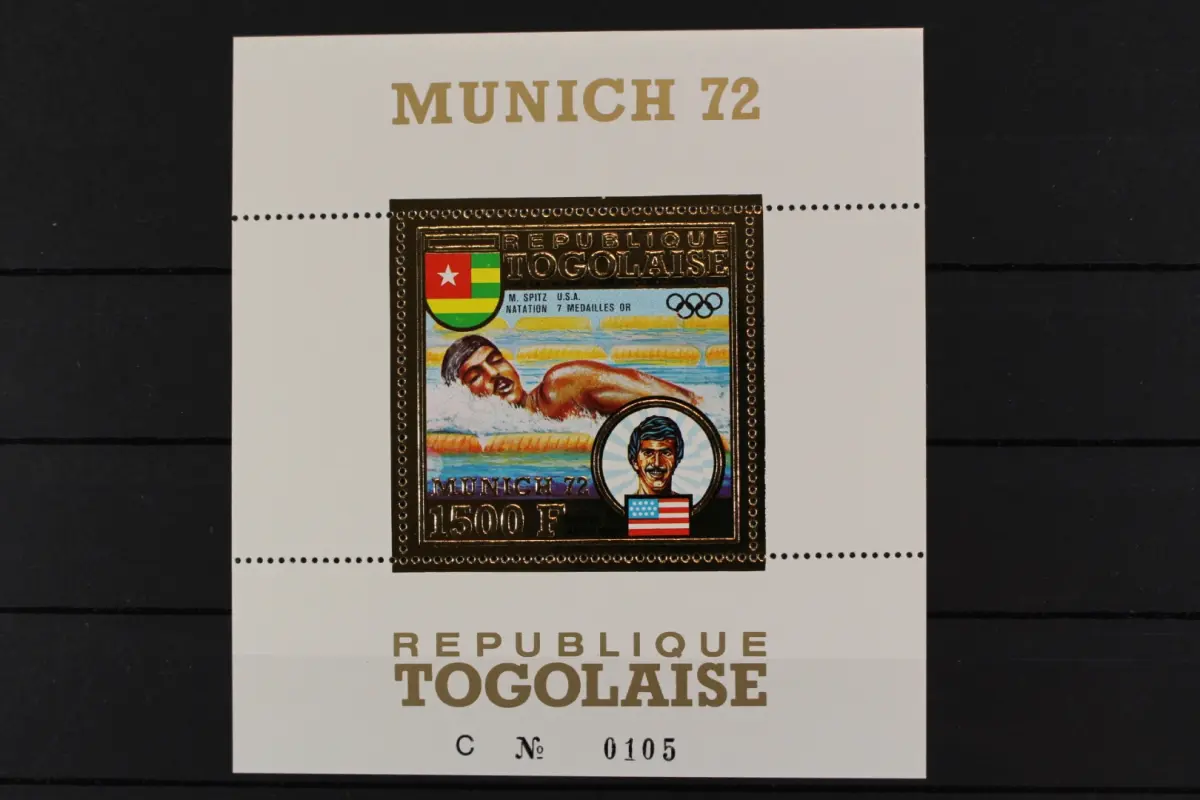 MUNICH 72
REPUBLIQUE
TOGOLAISE
M. SPITZ U.S.A.
NATATION 7 MEDAILLES OR
MUNICH 72
1500 F
REPUBLIQUE
TOGOLAISE
C № 0105